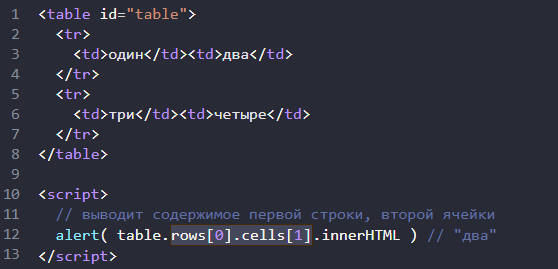 1 <table id="table">
2   <tr>
3     <td>один</td><td>два</td>
4   </tr>
5   <tr>
6     <td>три</td><td>четыре</td>
7   </tr>
8 </table>
9
10 <script>
11   // выводит содержимое первой строки, второй ячейки
12   alert( table.rows[0].cells[1].innerHTML ) // "два"
13 </script>